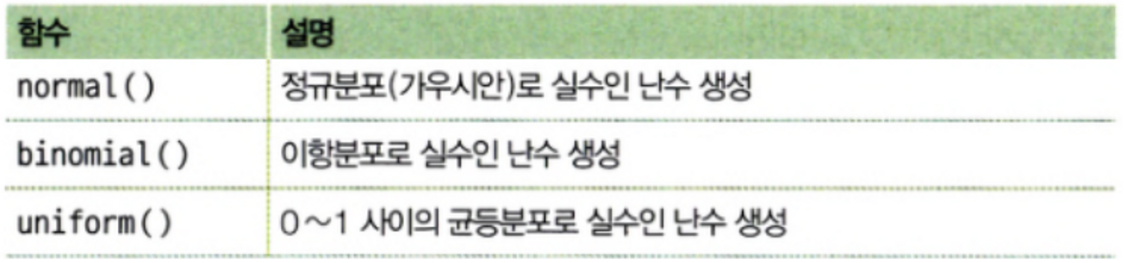 함수 설명
normal() 정규분포(가우시안)로 실수인 난수 생성
binomial() 이항분포로 실수인 난수 생성
uniform() 0~1 사이의 균등분포로 실수인 난수 생성